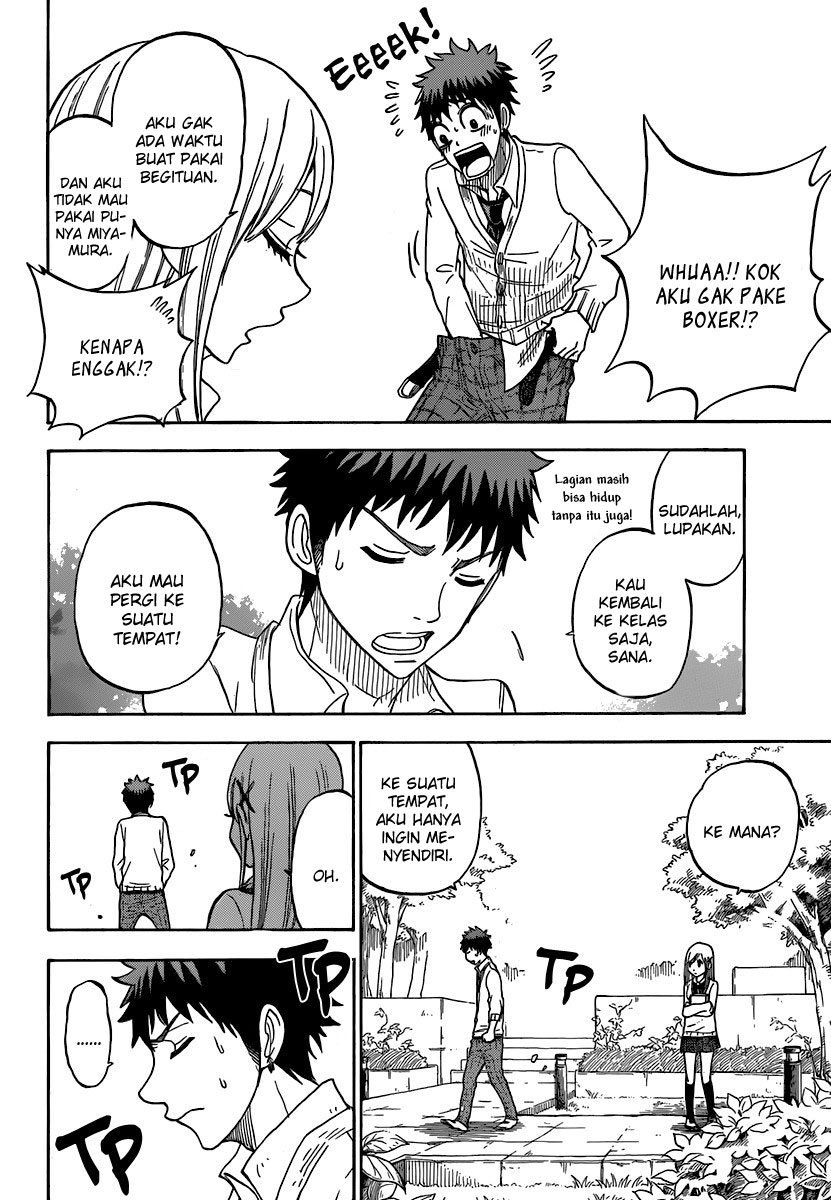 Eeeek!
WHUAA!! KOK
AKU GAK PAKE
BOXER!?
AKU GAK
ADA WAKTU
BUAT PAKAI
BEGITUAN.
DAN AKU
TIDAK MAU
PAKAI PU-
NYA MIYA-
MURA.
KENAPA
ENGGAK!?
SUDAHLAH,
LUPAKAN.
Lagian masih
bisa hidup
tanpa itu juga!
KAU
KEMBALI
KE KELAS
SAJA,
SANA.
AKU MAU
PERGI KE
SUATU
TEMPAT!
KE MANA?
KE SUATU
TEMPAT,
AKU HANYA
INGIN ME-
NYENDIRI.
TP
OH.
TP
TP
TP
.......
TP